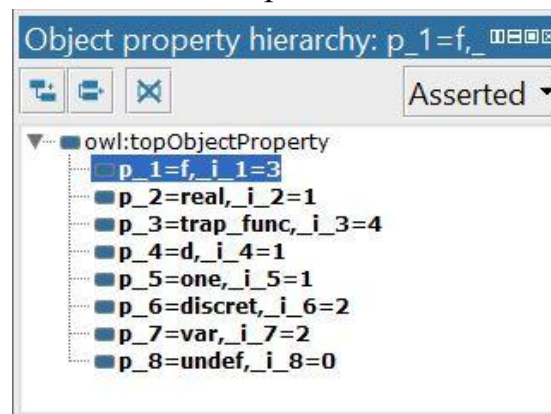 Object property hierarchy: p_1=f,_
Asserted
owl:topObjectProperty
p_1=f,_i_1=3
p_2=real,_i_2=1
p_3=trap_func,_i_3=4
p_4=d,_i_4=1
p_5=one,_i_5=1
p_6=discret,_i_6=2
p_7=var,_i_7=2
p_8=undef,_i_8=0